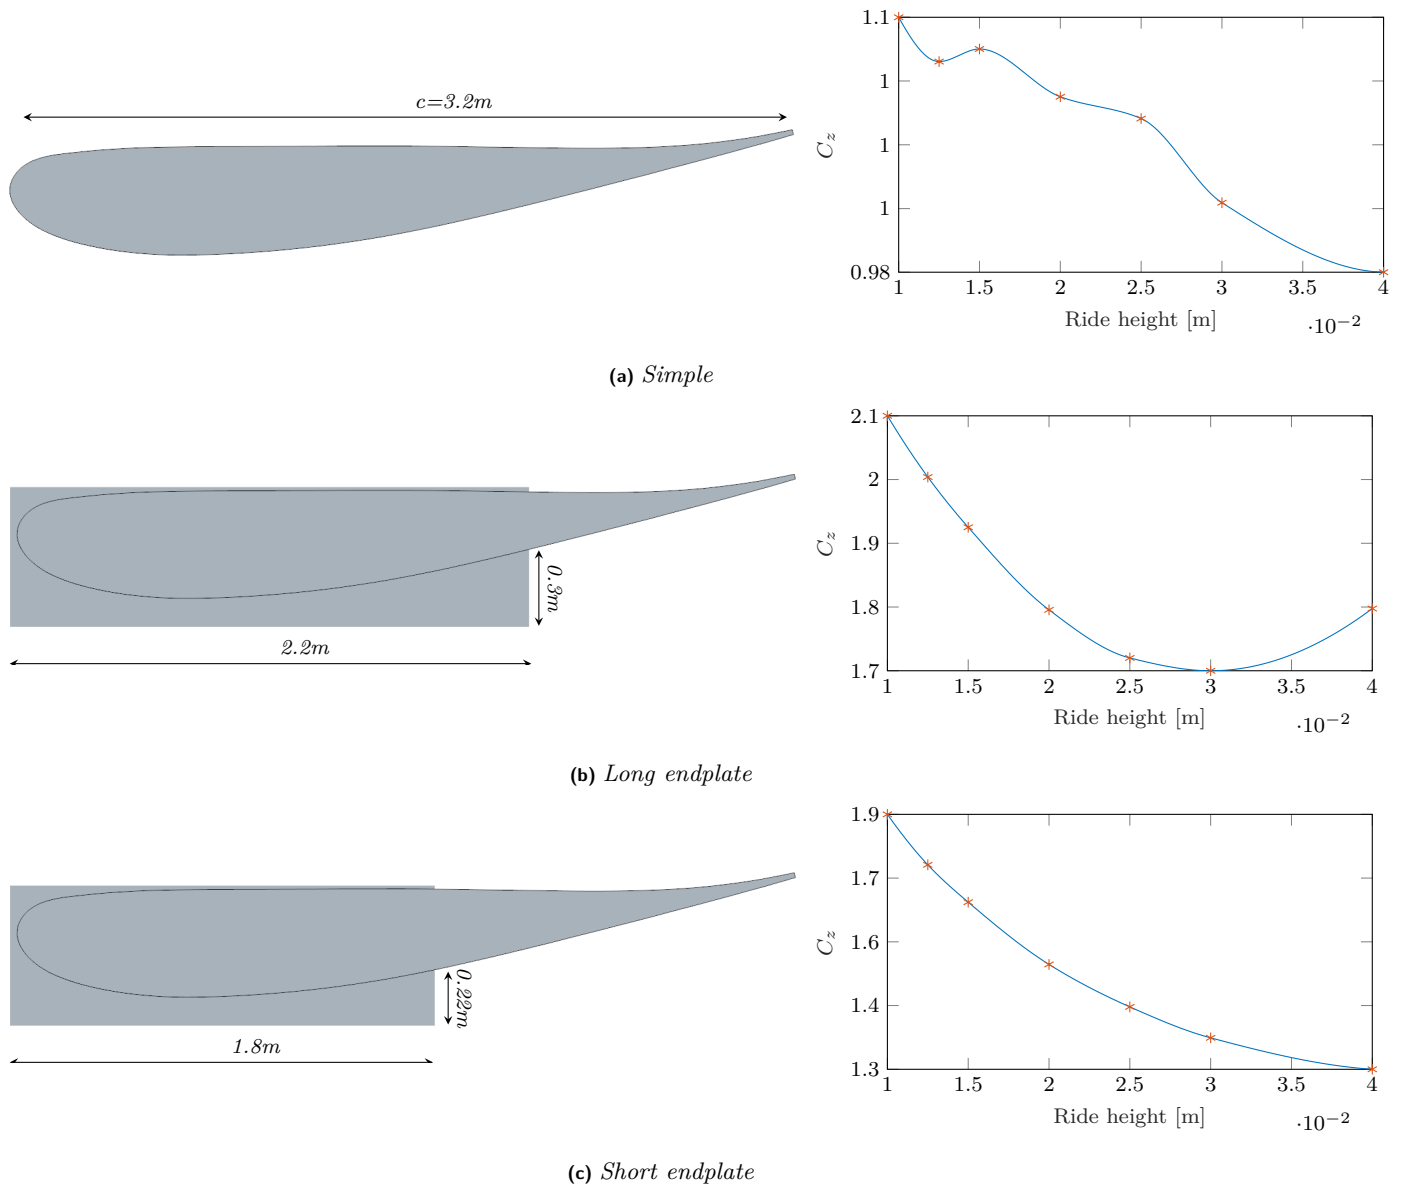 c=3.2m
1.1
1
1
1
0.98
1 1.5 2 2.5 3 3.5 4
C_z
Ride height [m]
·10⁻²
(a) Simple
0.3m
2.2m
2.1
2
1.9
1.8
1.7
1 1.5 2 2.5 3 3.5 4
C_z
Ride height [m]
·10⁻²
(b) Long endplate
0.22m
1.8m
1.9
1.7
1.6
1.4
1.3
1 1.5 2 2.5 3 3.5 4
C_z
Ride height [m]
·10⁻²
(c) Short endplate